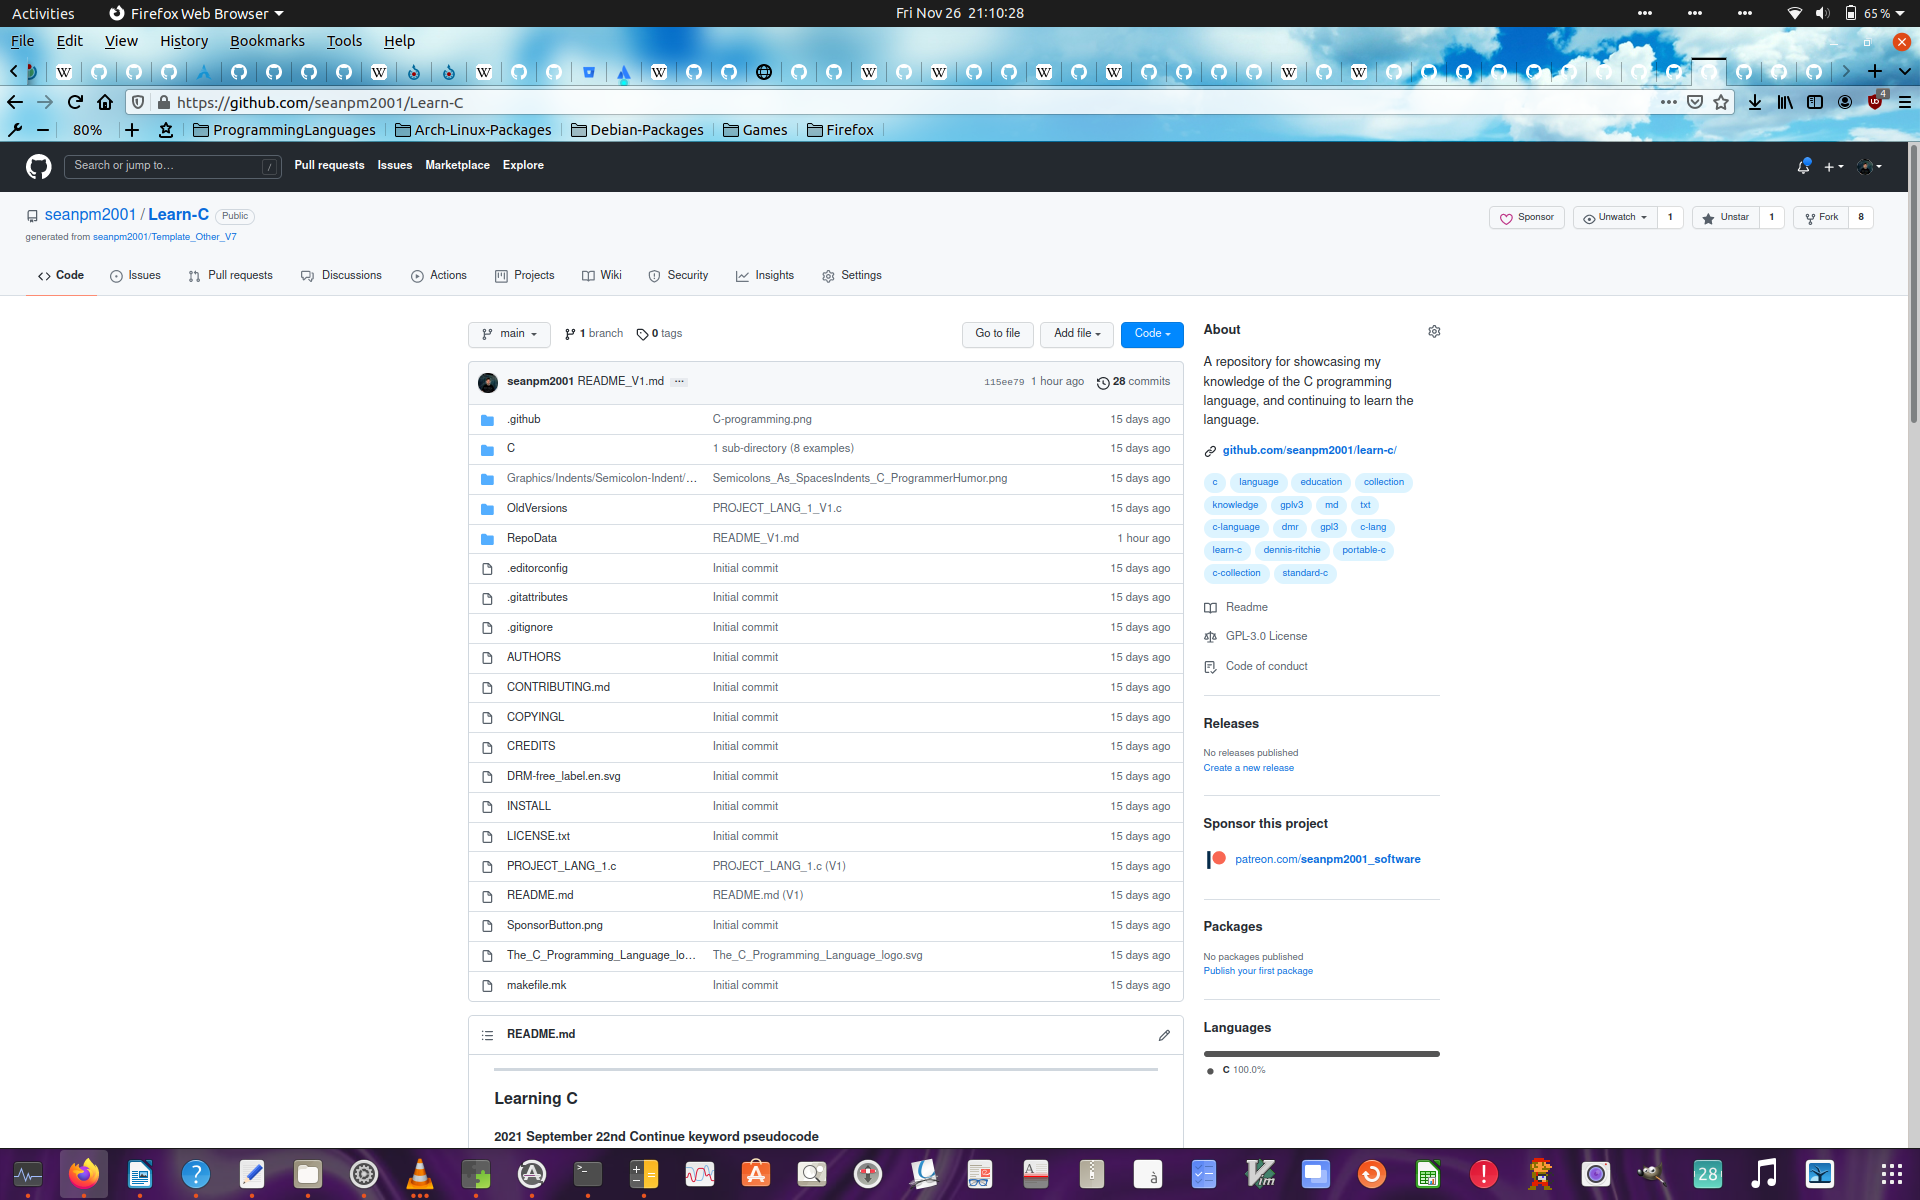 Activities Firefox Web Browser Fri Nov 26 21:10:28 65 %
File Edit View History Bookmarks Tools Help
https://github.com/seanpm2001/Learn-C 4
80% ProgrammingLanguages Arch-Linux-Packages Debian-Packages Games Firefox
Search or jump to... / Pull requests Issues Marketplace Explore
seanpm2001 / Learn-C Public Sponsor Unwatch 1 Unstar 1 Fork 8
generated from seanpm2001/Template_Other_V7
Code Issues Pull requests Discussions Actions Projects Wiki Security Insights Settings
main 1 branch 0 tags Go to file Add file Code
seanpm2001 README_V1.md ... 115ee79 1 hour ago 28 commits
.github C-programming.png 15 days ago
C 1 sub-directory (8 examples) 15 days ago
Graphics/Indents/Semicolon-Indent/... Semicolons_As_SpacesIndents_C_ProgrammerHumor.png 15 days ago
OldVersions PROJECT_LANG_1_V1.c 15 days ago
RepoData README_V1.md 1 hour ago
.editorconfig Initial commit 15 days ago
.gitattributes Initial commit 15 days ago
.gitignore Initial commit 15 days ago
AUTHORS Initial commit 15 days ago
CONTRIBUTING.md Initial commit 15 days ago
COPYINGL Initial commit 15 days ago
CREDITS Initial commit 15 days ago
DRM-free_label.en.svg Initial commit 15 days ago
INSTALL Initial commit 15 days ago
LICENSE.txt Initial commit 15 days ago
PROJECT_LANG_1.c PROJECT_LANG_1.c (V1) 15 days ago
README.md README.md (V1) 15 days ago
SponsorButton.png Initial commit 15 days ago
The_C_Programming_Language_lo... The_C_Programming_Language_logo.svg 15 days ago
makefile.mk Initial commit 15 days ago
README.md
Learning C
2021 September 22nd Continue keyword pseudocode
About
A repository for showcasing my
knowledge of the C programming
language, and continuing to learn the
language.
github.com/seanpm2001/learn-c/
c language education collection
knowledge gplv3 md txt
c-language dmr gpl3 c-lang
learn-c dennis-ritchie portable-c
c-collection standard-c
Readme
GPL-3.0 License
Code of conduct
Releases
No releases published
Create a new release
Sponsor this project
patreon.com/seanpm2001_software
Packages
No packages published
Publish your first package
Languages
C 100.0%
28